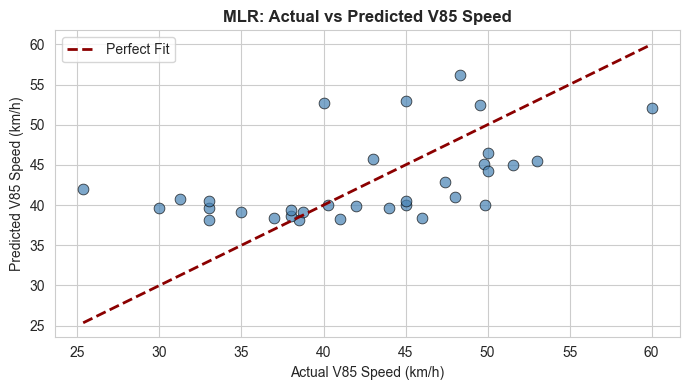 MLR: Actual vs Predicted V85 Speed
Perfect Fit
Predicted V85 Speed (km/h)
60
55
50
45
40
35
30
25
25 30 35 40 45 50 55 60
Actual V85 Speed (km/h)